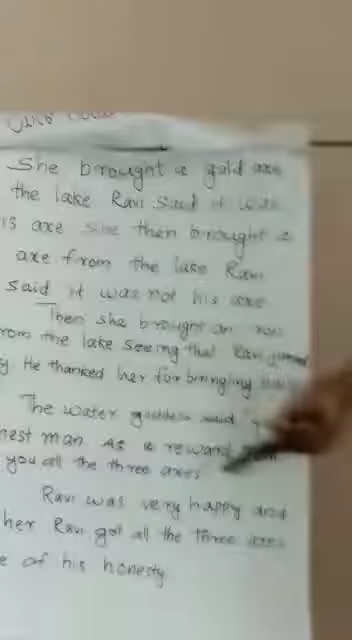 She brought a gold axe
the lake Ravi said it was
is axe she then brought a
axe from the lake Ravi
said it was not his axe
Then she brought an
rom the lake seeing that Ravi jumped
y. He thanked her for bringing
The water goddess said
nest man. As a reward
you all the three axes
Ravi was very happy and
her Ravi got all the three axes
e of his honesty